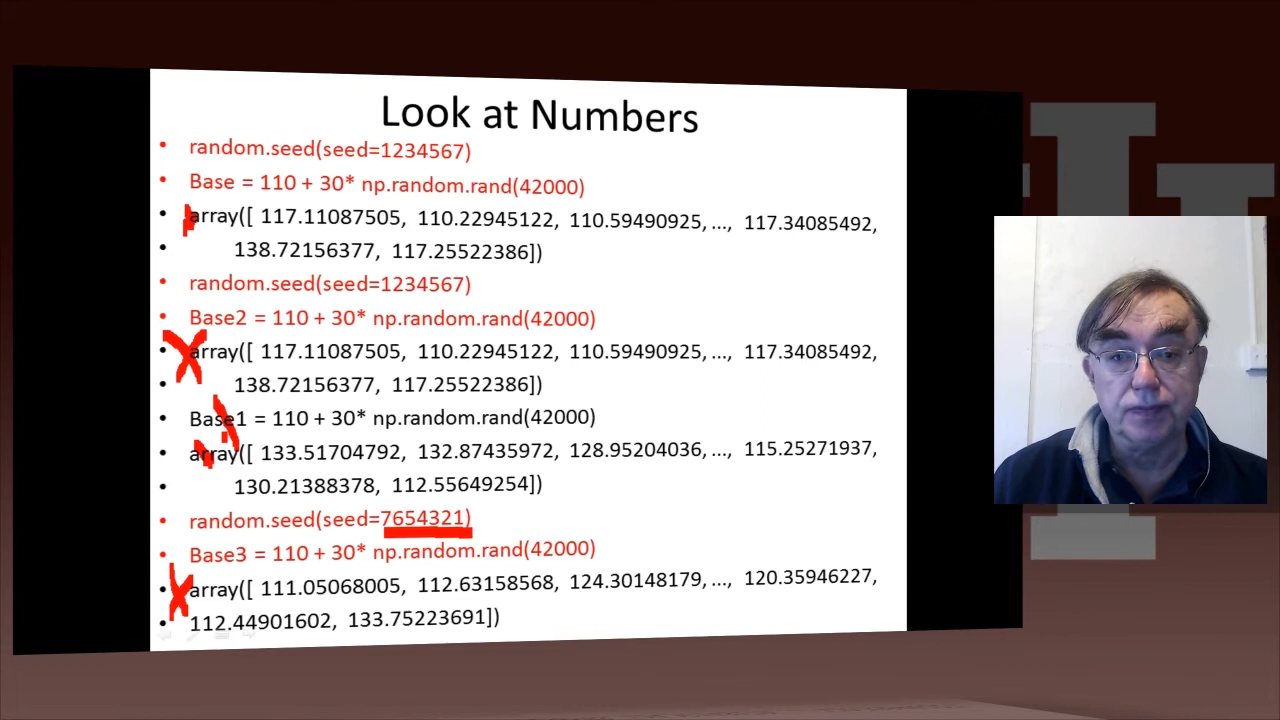 Look at Numbers
• random.seed(seed=1234567)
• Base = 110 + 30* np.random.rand(42000)
• array([ 117.11087505, 110.22945122, 110.59490925, ..., 117.34085492,
• 138.72156377, 117.25522386])
• random.seed(seed=1234567)
• Base2 = 110 + 30* np.random.rand(42000)
• array([ 117.11087505, 110.22945122, 110.59490925, ..., 117.34085492,
• 138.72156377, 117.25522386])
• Base1 = 110 + 30* np.random.rand(42000)
• array([ 133.51704792, 132.87435972, 128.95204036, ..., 115.25271937,
• 130.21388378, 112.55649254])
• random.seed(seed=7654321)
• Base3 = 110 + 30* np.random.rand(42000)
• array([ 111.05068005, 112.63158568, 124.30148179, ..., 120.35946227,
• 112.44901602, 133.75223691])